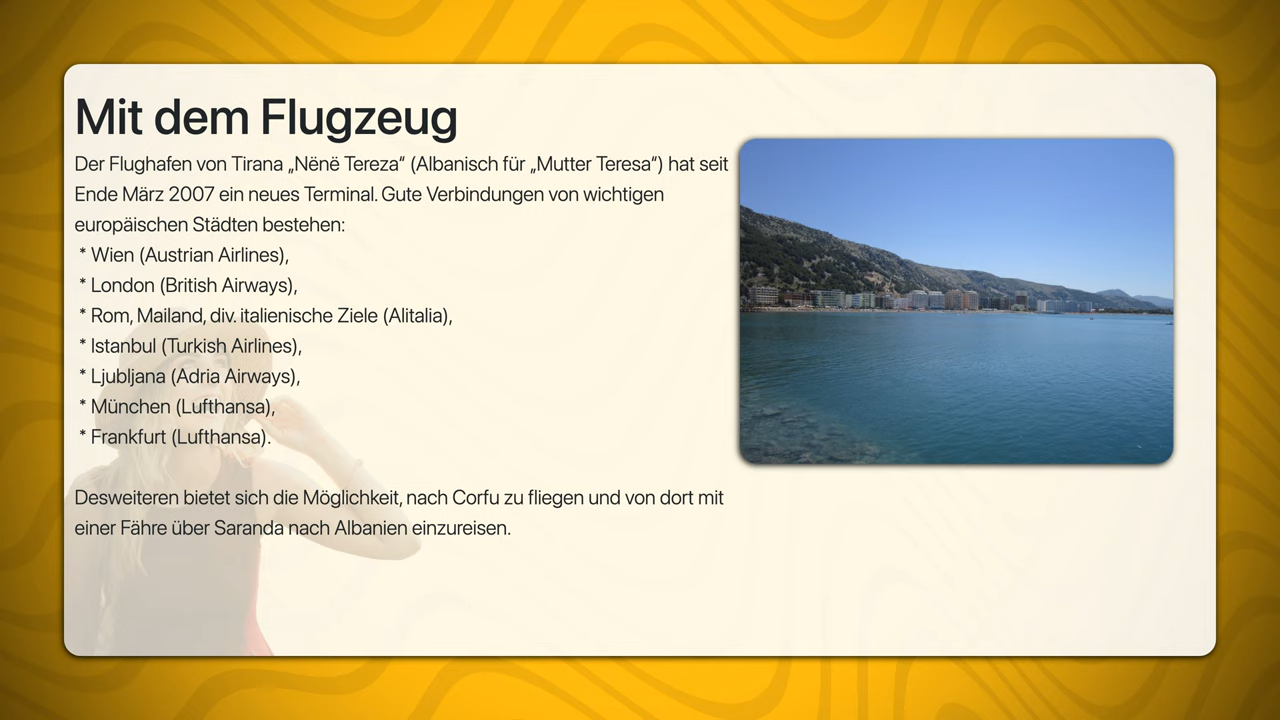 Mit dem Flugzeug
Der Flughafen von Tirana „Nënë Tereza“ (Albanisch für „Mutter Teresa“) hat seit
Ende März 2007 ein neues Terminal. Gute Verbindungen von wichtigen
europäischen Städten bestehen:
* Wien (Austrian Airlines),
* London (British Airways),
* Rom, Mailand, div. italienische Ziele (Alitalia),
* Istanbul (Turkish Airlines),
* Ljubljana (Adria Airways),
* München (Lufthansa),
* Frankfurt (Lufthansa).
Desweiteren bietet sich die Möglichkeit, nach Corfu zu fliegen und von dort mit
einer Fähre über Saranda nach Albanien einzureisen.